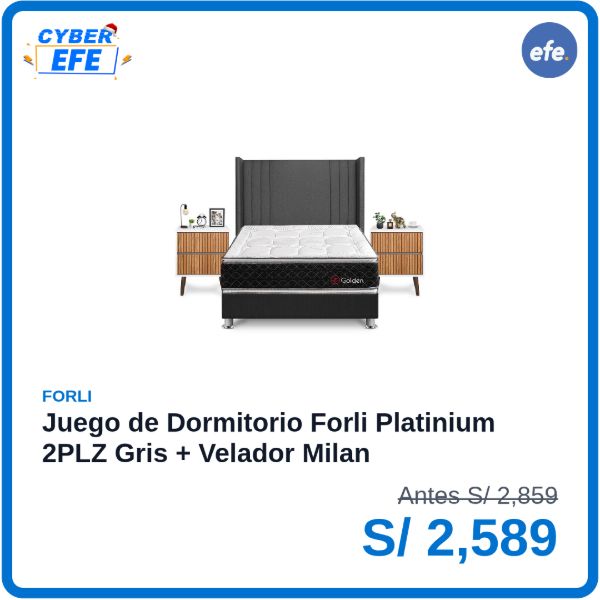 CYBER
EFE
efe.
Golden
FORLI
Juego de Dormitorio Forli Platinium
2PLZ Gris + Velador Milan
Antes S/ 2,859
S/ 2,589